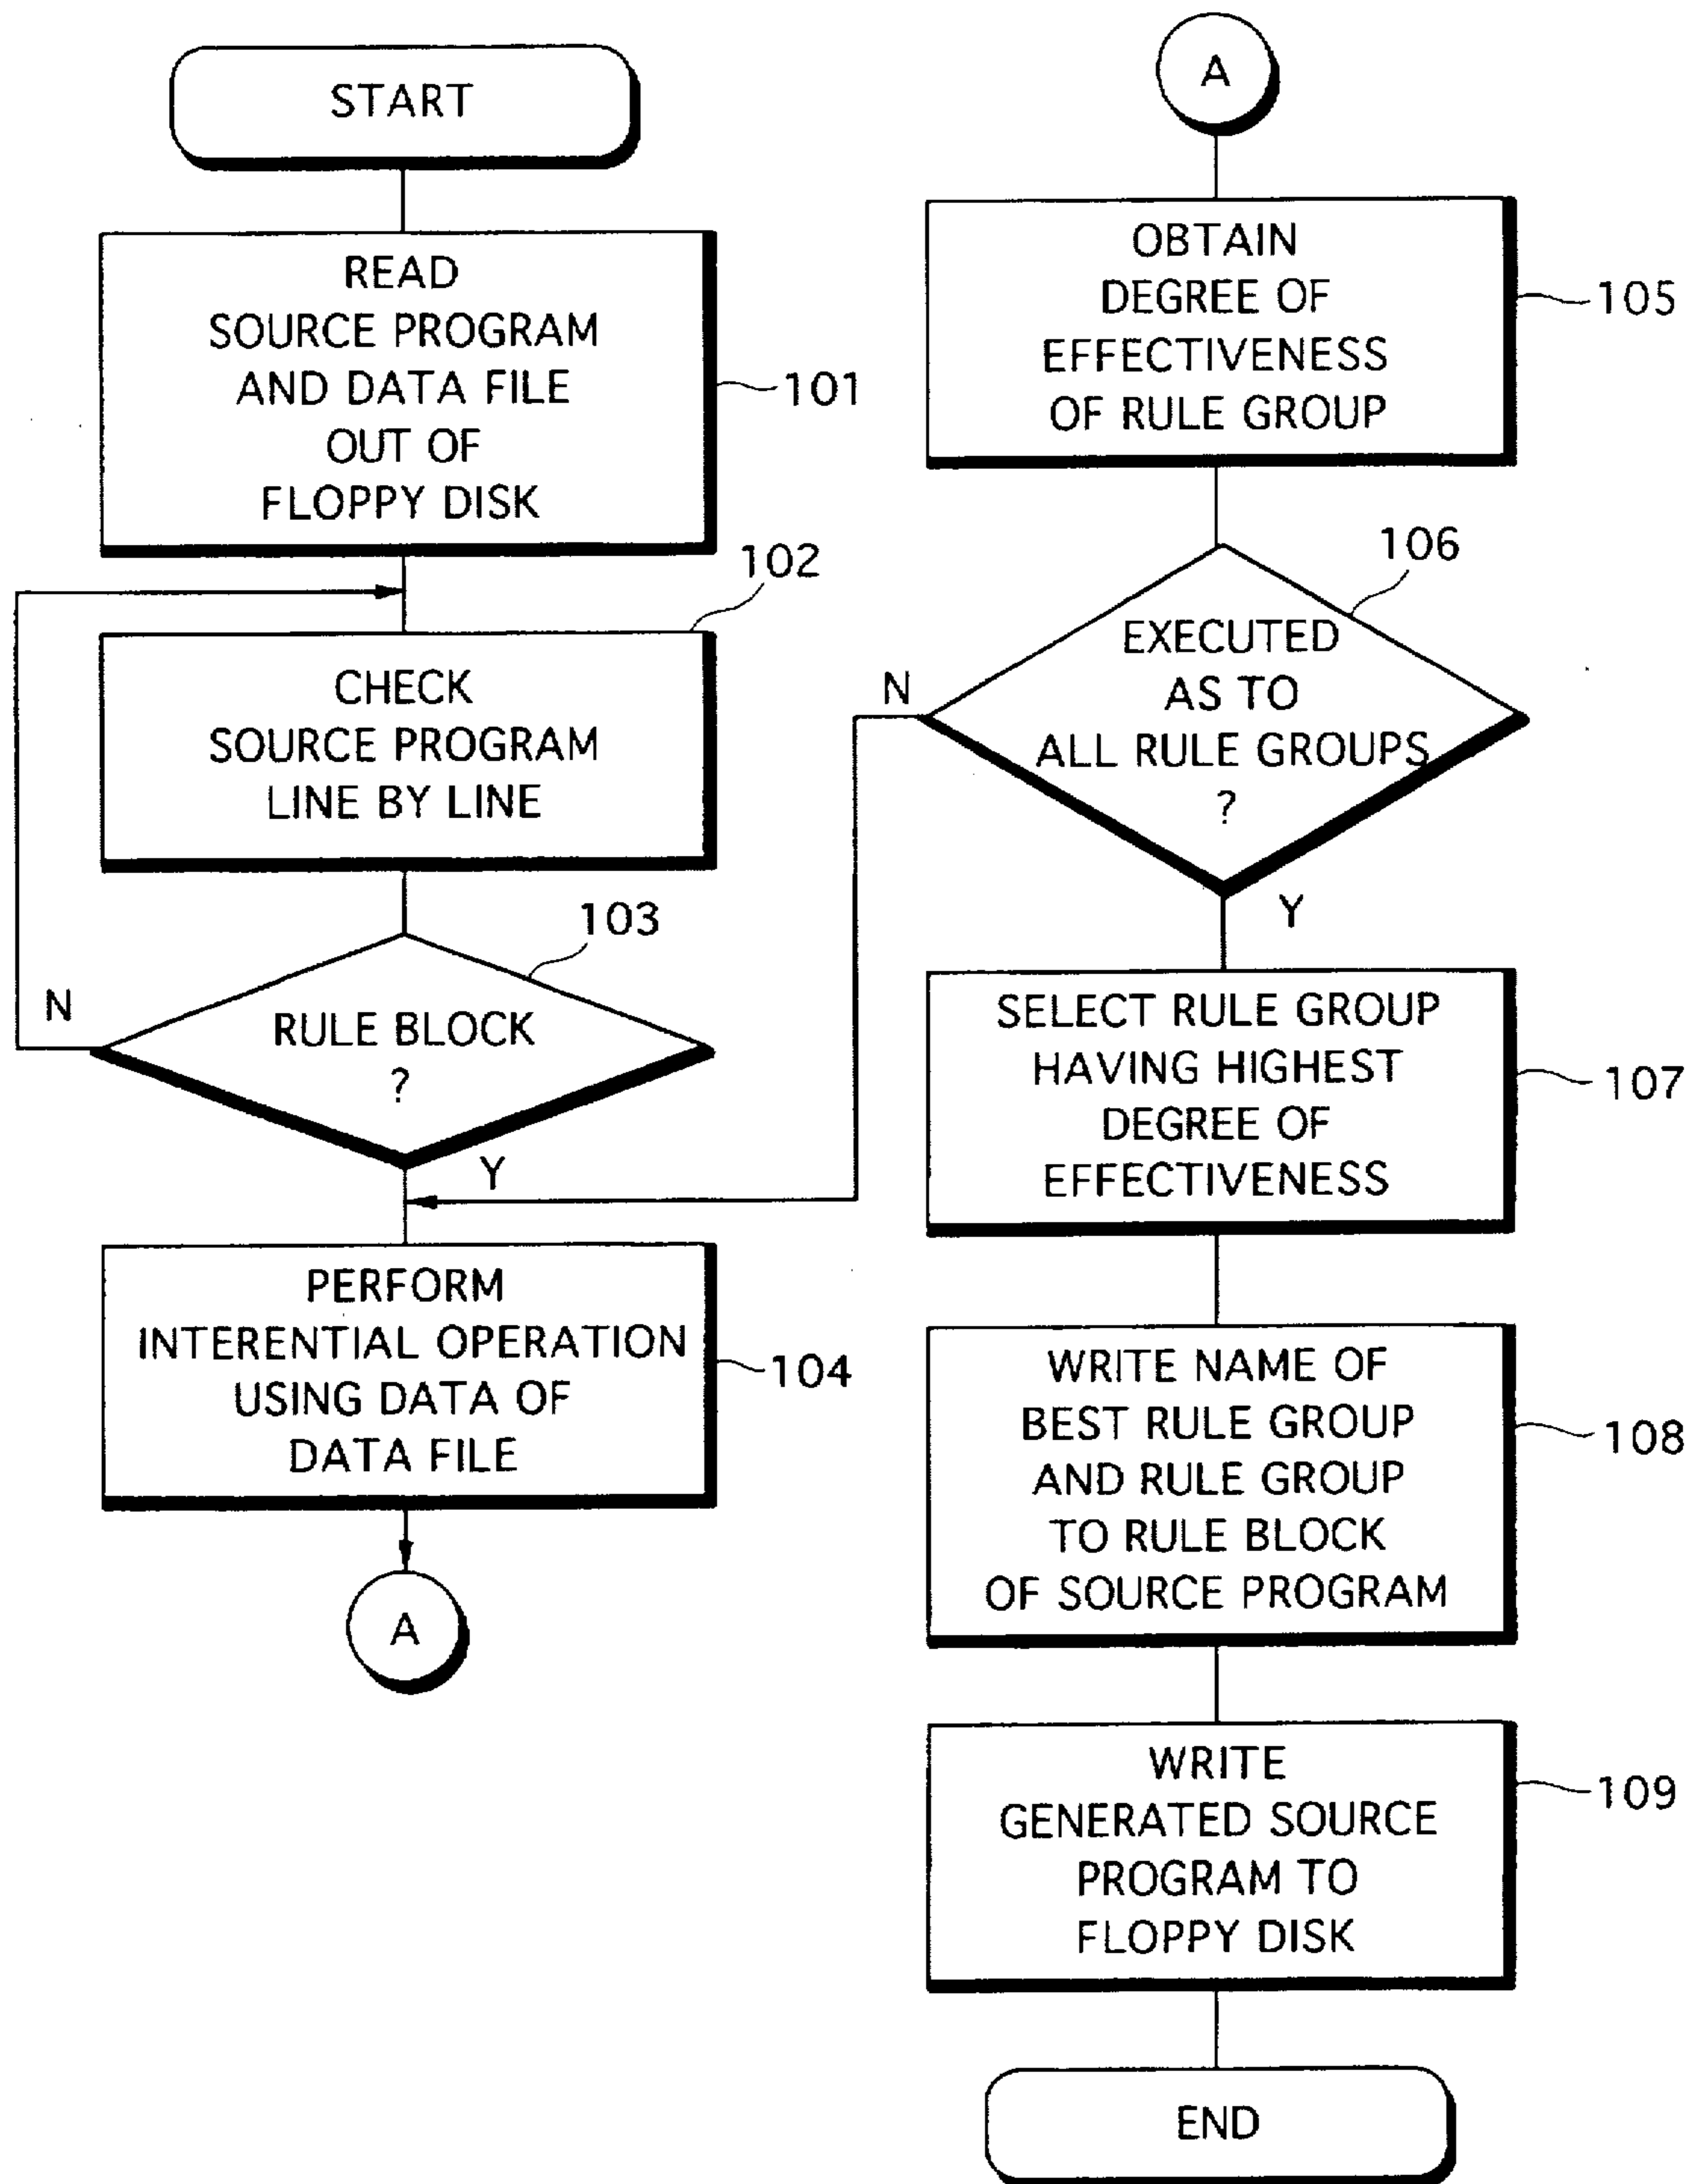 START
READ
SOURCE PROGRAM
AND DATA FILE
OUT OF
FLOPPY DISK
101
102
CHECK
SOURCE PROGRAM
LINE BY LINE
103
N
RULE BLOCK
?
Y
PERFORM
INTERENTIAL OPERATION
USING DATA OF
DATA FILE
104
A
A
OBTAIN
DEGREE OF
EFFECTIVENESS
OF RULE GROUP
105
106
N
EXECUTED
AS TO
ALL RULE GROUPS
?
Y
SELECT RULE GROUP
HAVING HIGHEST
DEGREE OF
EFFECTIVENESS
107
WRITE NAME OF
BEST RULE GROUP
AND RULE GROUP
TO RULE BLOCK
OF SOURCE PROGRAM
108
WRITE
GENERATED SOURCE
PROGRAM TO
FLOPPY DISK
109
END